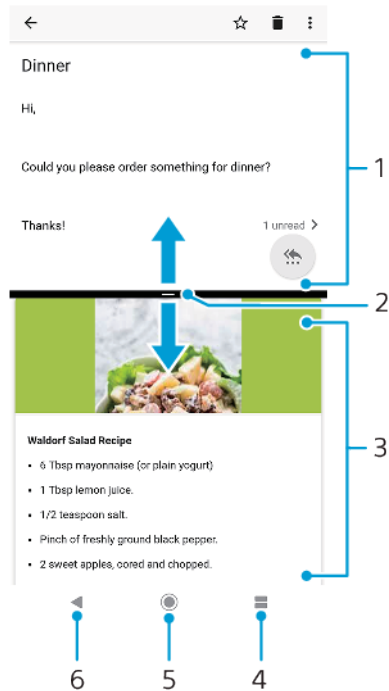 Dinner
Hi,
Could you please order something for dinner?
Thanks!
1 unread
1
2
Waldorf Salad Recipe
▪ 6 Tbsp mayonnaise (or plain yogurt)
▪ 1 Tbsp lemon juice.
▪ 1/2 teaspoon salt.
▪ Pinch of freshly ground black pepper.
▪ 2 sweet apples, cored and chopped.
3
6 5 4